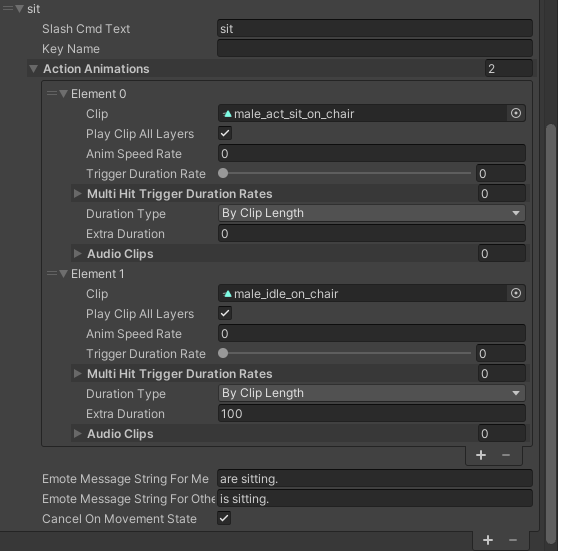 sit
Slash Cmd Text sit
Key Name
Action Animations 2
Element 0
Clip male_act_sit_on_chair
Play Clip All Layers
Anim Speed Rate 0
Trigger Duration Rate 0
Multi Hit Trigger Duration Rates 0
Duration Type By Clip Length
Extra Duration 0
Audio Clips 0
Element 1
Clip male_idle_on_chair
Play Clip All Layers
Anim Speed Rate 0
Trigger Duration Rate 0
Multi Hit Trigger Duration Rates 0
Duration Type By Clip Length
Extra Duration 100
Audio Clips 0
+ −
Emote Message String For Me are sitting.
Emote Message String For Othe is sitting.
Cancel On Movement State
+ −